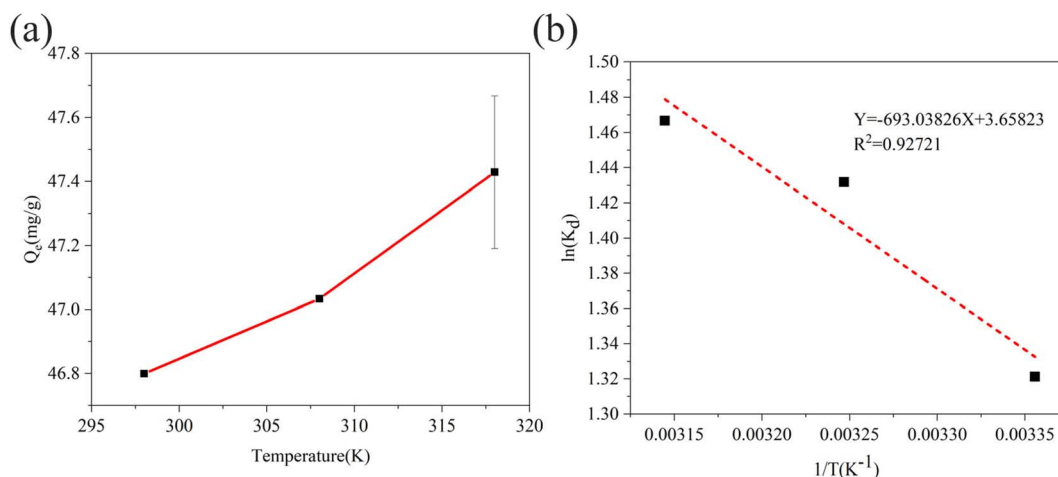 (a)
47.8
47.6
47.4
47.2
47.0
46.8
Qe(mg/g)
295 300 305 310 315 320
Temperature(K)
(b)
1.50
1.48
1.46
1.44
1.42
1.40
1.38
1.36
1.34
1.32
1.30
ln(Kd)
Y=-693.03826X+3.65823
R²=0.92721
0.00315 0.00320 0.00325 0.00330 0.00335
1/T(K⁻¹)